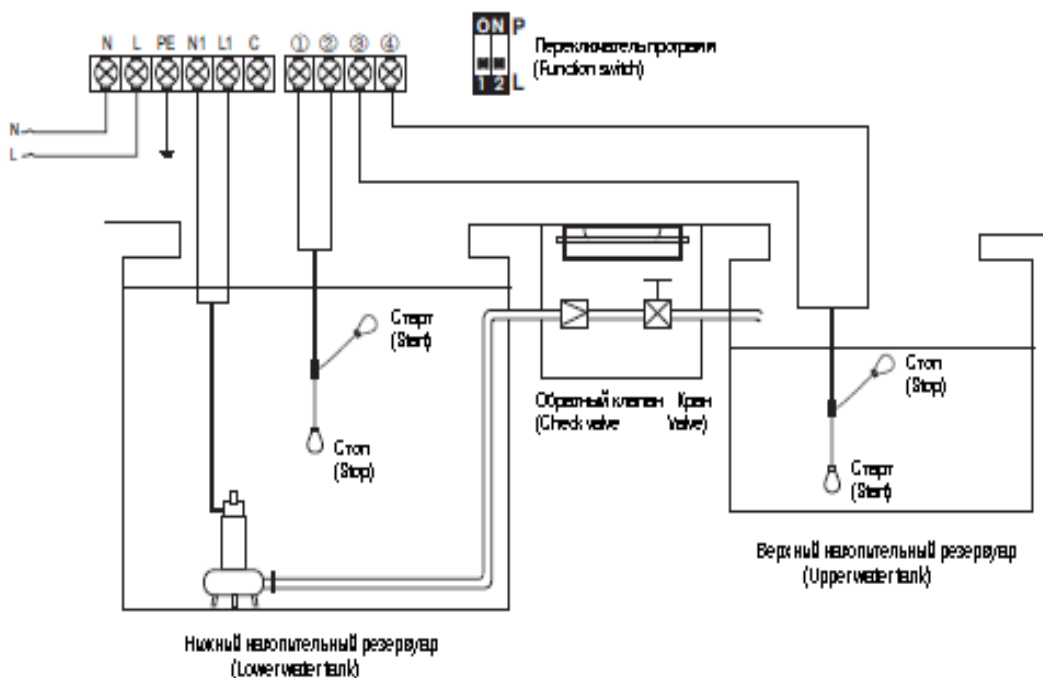 N L PE N1 L1 C ① ② ③ ④
ON P
1 2 L
Переключатель програмт
(Function switch)
N
L
Старт
(Start)
Стоп
(Stop)
Обратный клапан Кран
(Check valve Valve)
Стоп
(Stop)
Старт
(Start)
Верхний накопительный резервуар
(Upper water tank)
Нижний накопительный резервуар
(Lower water tank)